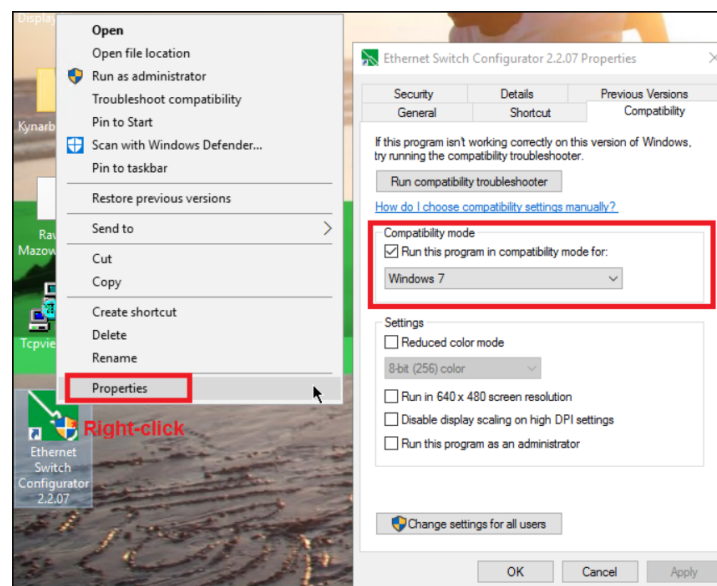 Display
Open
Open file location
Run as administrator
Troubleshoot compatibility
Pin to Start
Scan with Windows Defender...
Pin to taskbar
Restore previous versions
Send to
Cut
Copy
Create shortcut
Delete
Rename
Properties
Right-click
Kynarb
Rav
Mazow
Tcpvie
Ethernet
Switch
Configurator
2.2.07
Ethernet Switch Configurator 2.2.07 Properties
Security Details Previous Versions
General Shortcut Compatibility
If this program isn't working correctly on this version of Windows,
try running the compatibility troubleshooter.
Run compatibility troubleshooter
How do I choose compatibility settings manually?
Compatibility mode
Run this program in compatibility mode for:
Windows 7
Settings
Reduced color mode
8-bit (256) color
Run in 640 x 480 screen resolution
Disable display scaling on high DPI settings
Run this program as an administrator
Change settings for all users
OK Cancel Apply